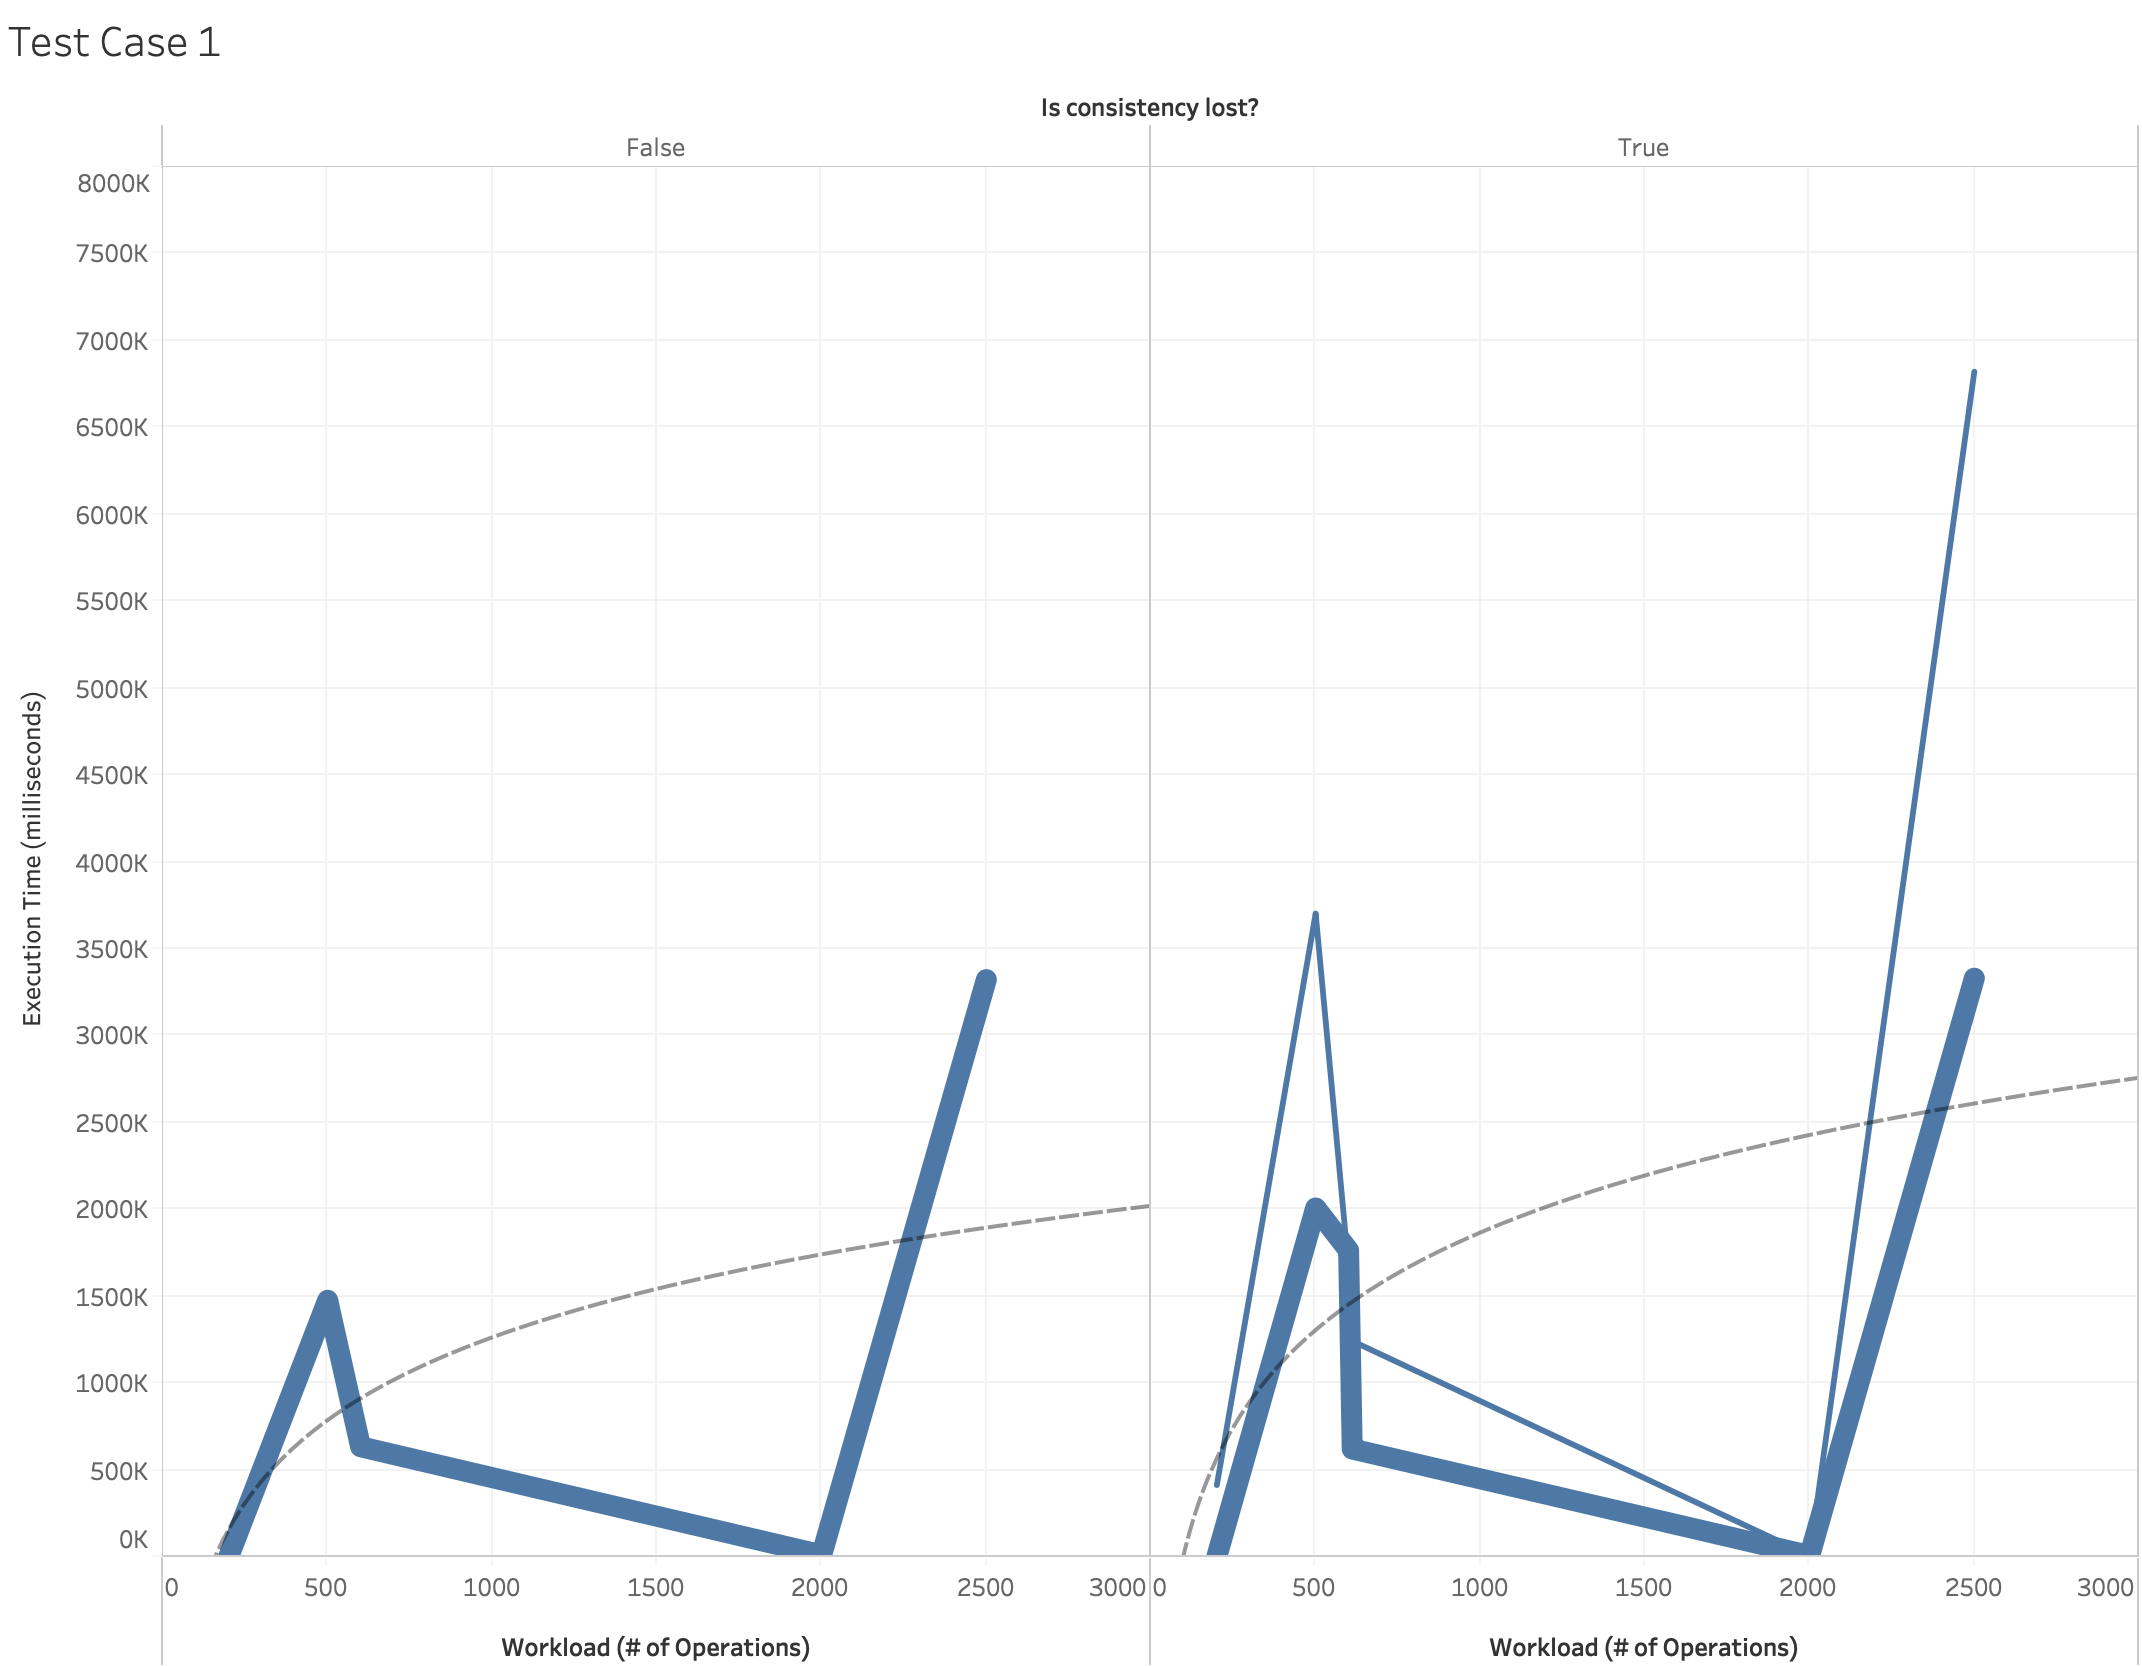 Test Case 1
Is consistency lost?
False
True
8000K
7500K
7000K
6500K
6000K
5500K
5000K
4500K
4000K
3500K
3000K
2500K
2000K
1500K
1000K
500K
0K
Execution Time (milliseconds)
0 500 1000 1500 2000 2500 3000 0 500 1000 1500 2000 2500 3000
Workload (# of Operations) Workload (# of Operations)